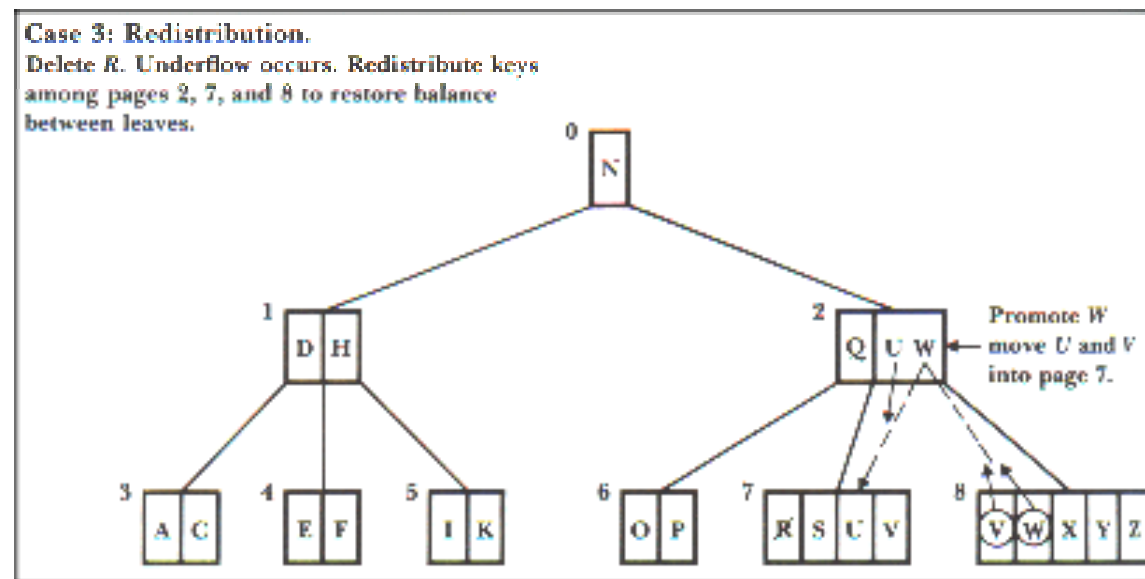 Case 3: Redistribution.
Delete R. Underflow occurs. Redistribute keys
among pages 2, 7, and 8 to restore balance
between leaves.
0
N
1
D H
2
Q U W
Promote W
move U and V
into page 7.
3
A C
4
E F
5
I K
6
O P
7
R S U V
8
V W X Y Z